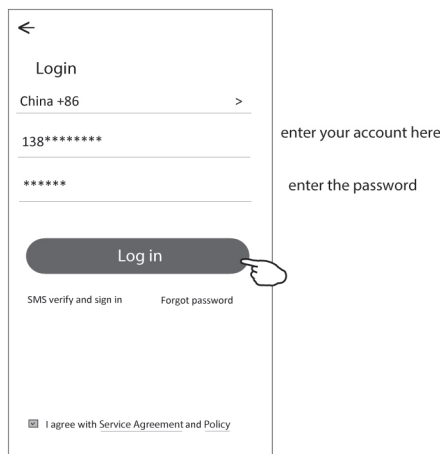 Login
China +86 >
138********
enter your account here
******
enter the password
Log in
SMS verify and sign in Forgot password
I agree with Service Agreement and Policy